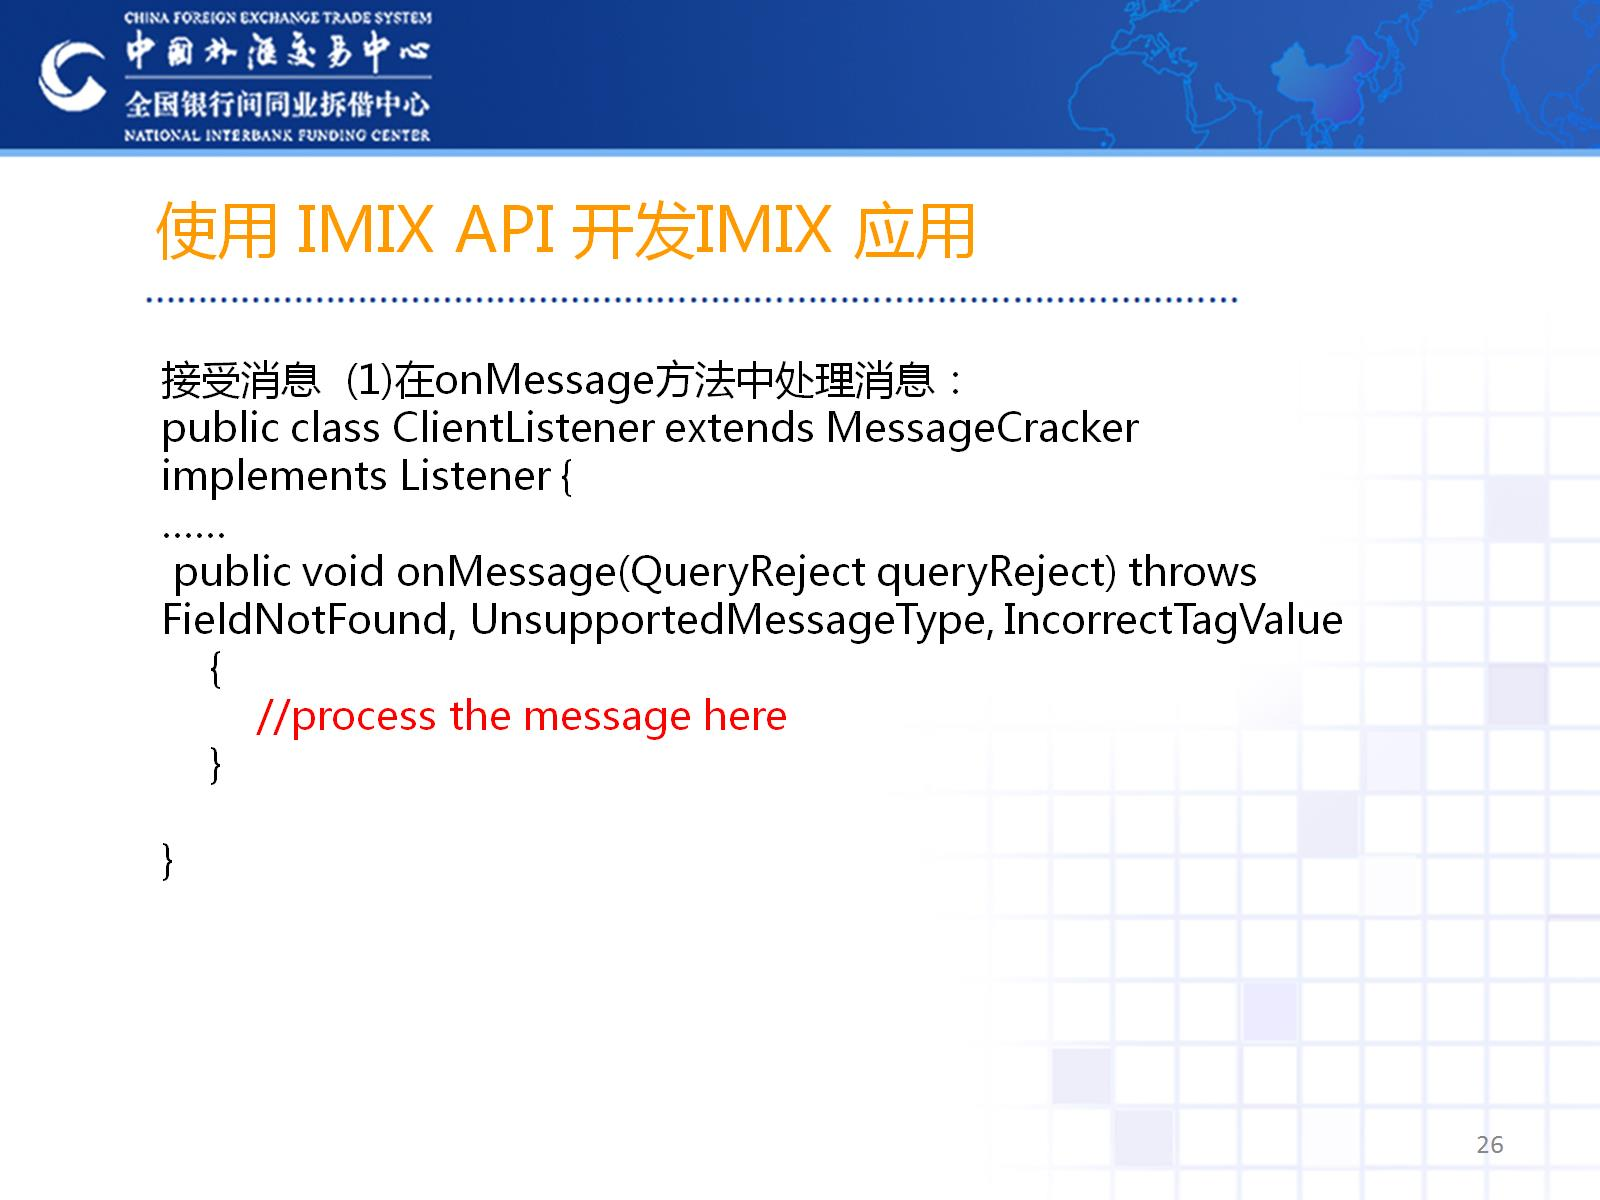 CHINA FOREIGN EXCHANGE TRADE SYSTEM
中国外汇交易中心
全国银行间同业拆借中心
NATIONAL INTERBANK FUNDING CENTER
使用 IMIX API 开发IMIX 应用
接受消息  (1)在onMessage方法中处理消息：
public class ClientListener extends MessageCracker
implements Listener {
......
public void onMessage(QueryReject queryReject) throws
FieldNotFound, UnsupportedMessageType, IncorrectTagValue
{
//process the message here
}
}
26